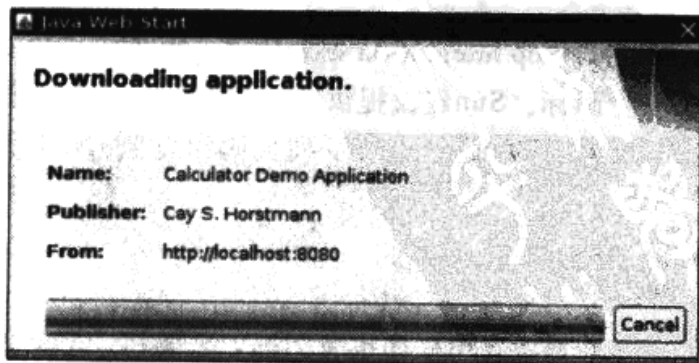 Java Web Start
Downloading application.
Name: Calculator Demo Application
Publisher: Cay S. Horstmann
From: http://localhost:8080
Cancel